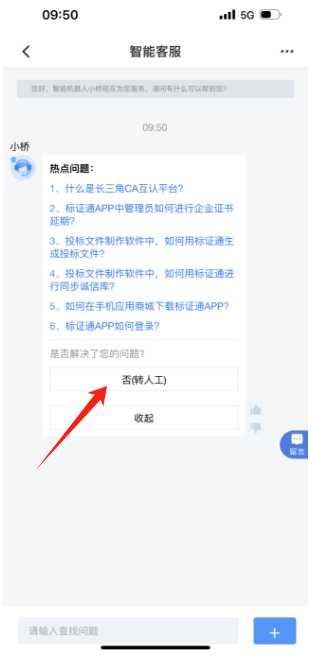 09:50
5G
智能客服
您好，智能机器人小桥现在为您服务，请问有什么可以帮到您?
09:50
小桥
热点问题：
1、什么是长三角CA互认平台?
2、标证通APP中管理员如何进行企业证书
延期?
3、投标文件制作软件中，如何用标证通生
成投标文件?
4、投标文件制作软件中，如何用标证通进
行同步诚信库?
5、如何在手机应用商城下载标证通APP?
6、标证通APP如何登录?
是否解决了您的问题?
否(转人工)
收起
留言
请输入查找问题